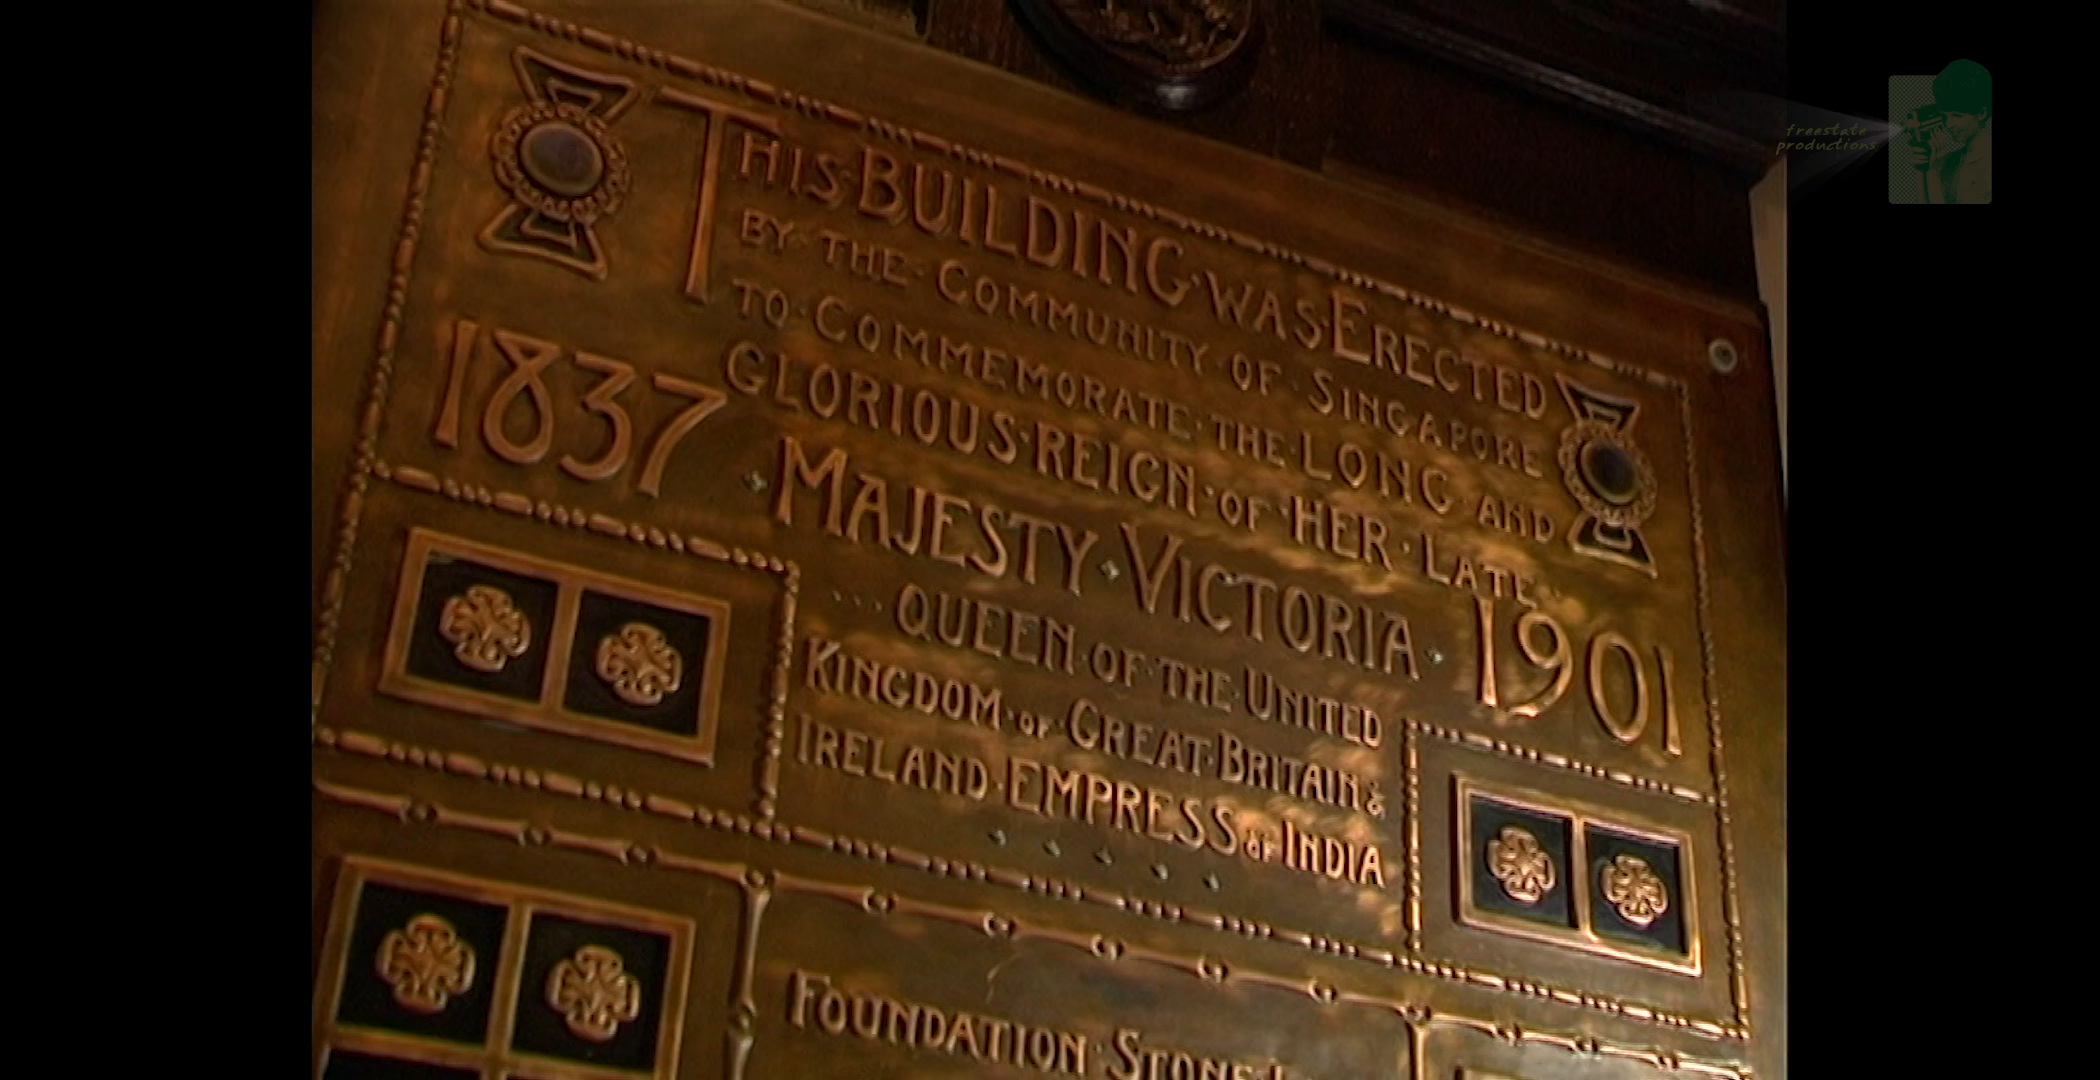 THIS·BUILDING·WAS·ERECTED
BY·THE·COMMUNITY·OF·SINGAPORE
TO·COMMEMORATE·THE·LONG·AND
GLORIOUS·REIGN·OF·HER·LATE··
1837 MAJESTY·VICTORIA· 1901
...QUEEN·OF·THE·UNITED
KINGDOM·OF·GREAT·BRITAIN&
IRELAND·EMPRESS OF INDIA
FOUNDATION·STONE
freestate
productions